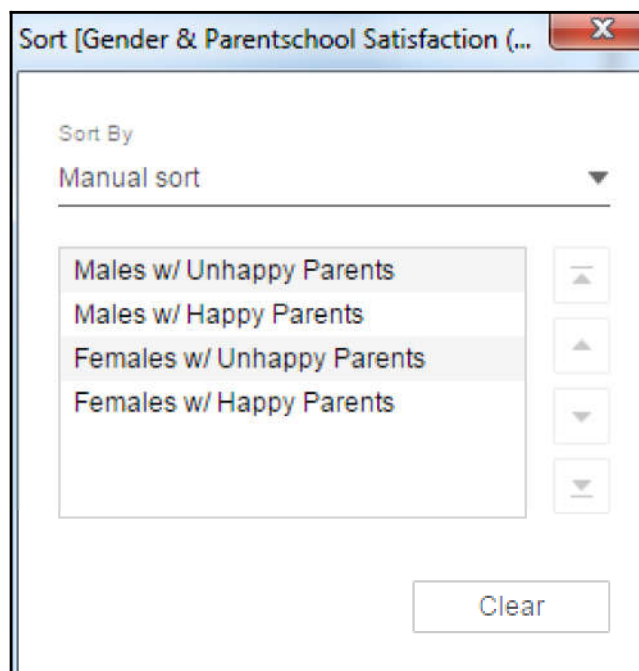 Sort [Gender & Parentschool Satisfaction (...
Sort By
Manual sort
Males w/ Unhappy Parents
Males w/ Happy Parents
Females w/ Unhappy Parents
Females w/ Happy Parents
Clear